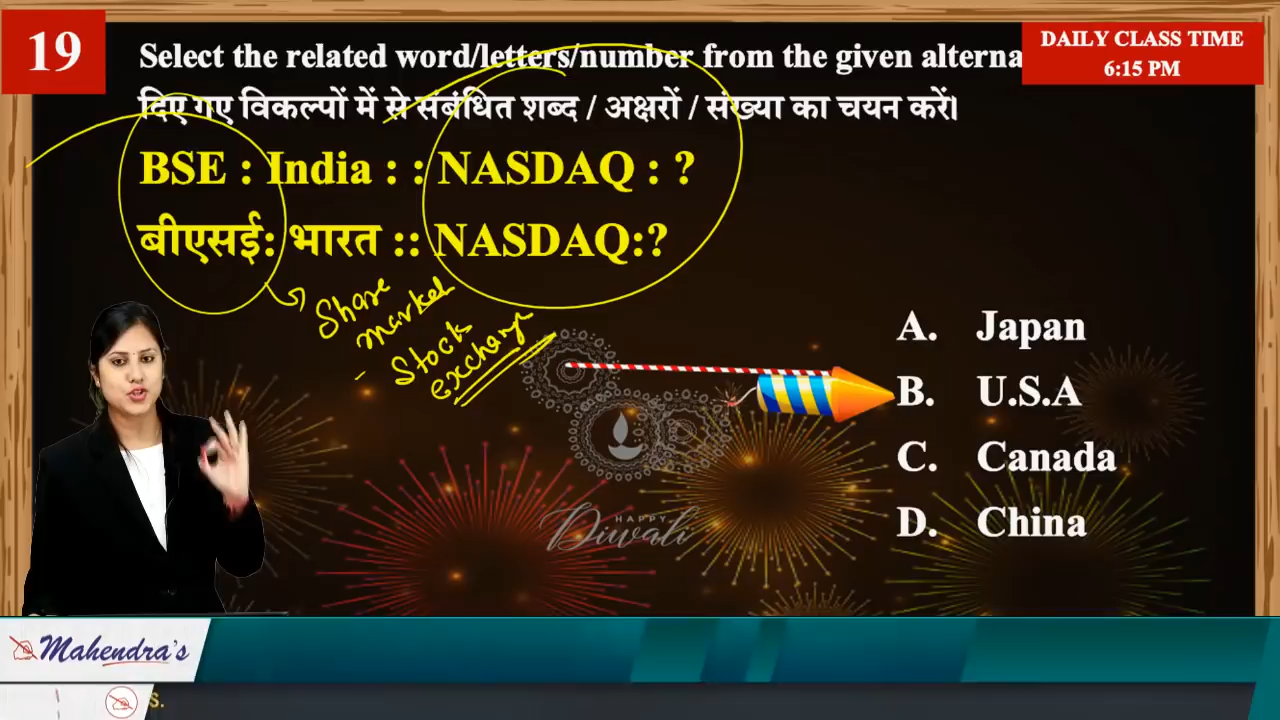 19
Select the related word/letters/number from the given alterna
DAILY CLASS TIME
6:15 PM
दिए गए विकल्पों में से संबंधित शब्द / अक्षरों / संख्या का चयन करें।
BSE : India : : NASDAQ : ?
बीएसई: भारत :: NASDAQ:?
Share
market
- Stock
exchange
A. Japan
B. U.S.A
C. Canada
D. China
HAPPY
Diwali
Mahendra's
S.